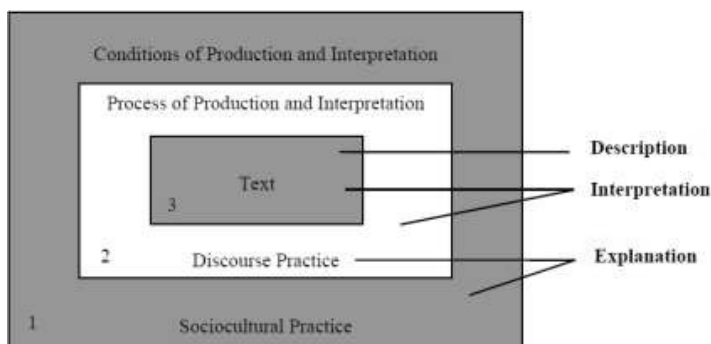 Conditions of Production and Interpretation
Process of Production and Interpretation
Description
Text
Interpretation
3
2
Discourse Practice
Explanation
1
Sociocultural Practice